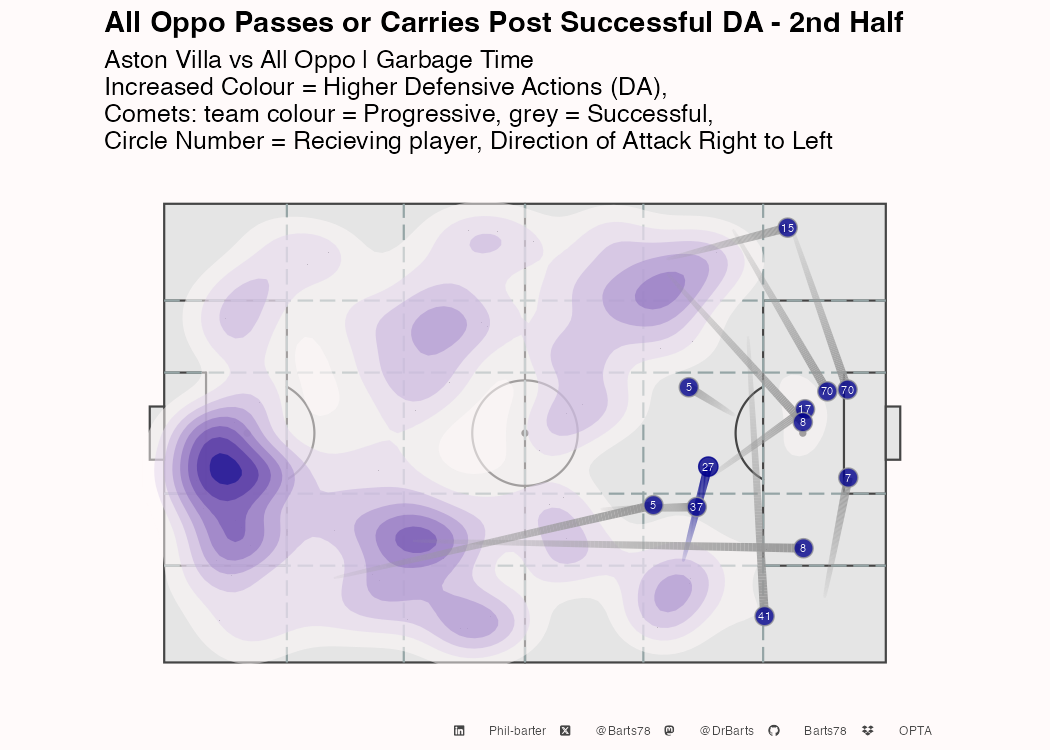 All Oppo Passes or Carries Post Successful DA - 2nd Half
Aston Villa vs All Oppo | Garbage Time
Increased Colour = Higher Defensive Actions (DA),
Comets: team colour = Progressive, grey = Successful,
Circle Number = Recieving player, Direction of Attack Right to Left
15
5
70 70
17
8
27
7
5
37
8
41
Phil-barter @Barts78 @DrBarts Barts78 OPTA